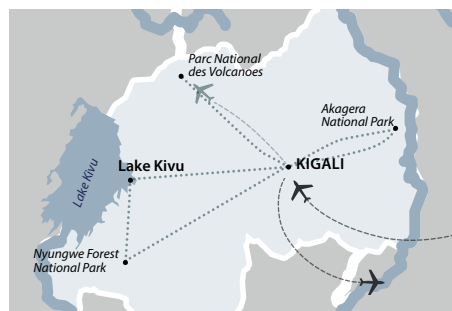 Parc National
des Volcanoes
Akagera
National Park
KIGALI
Lake Kivu
Lake Kivu
Nyungwe Forest
National Park